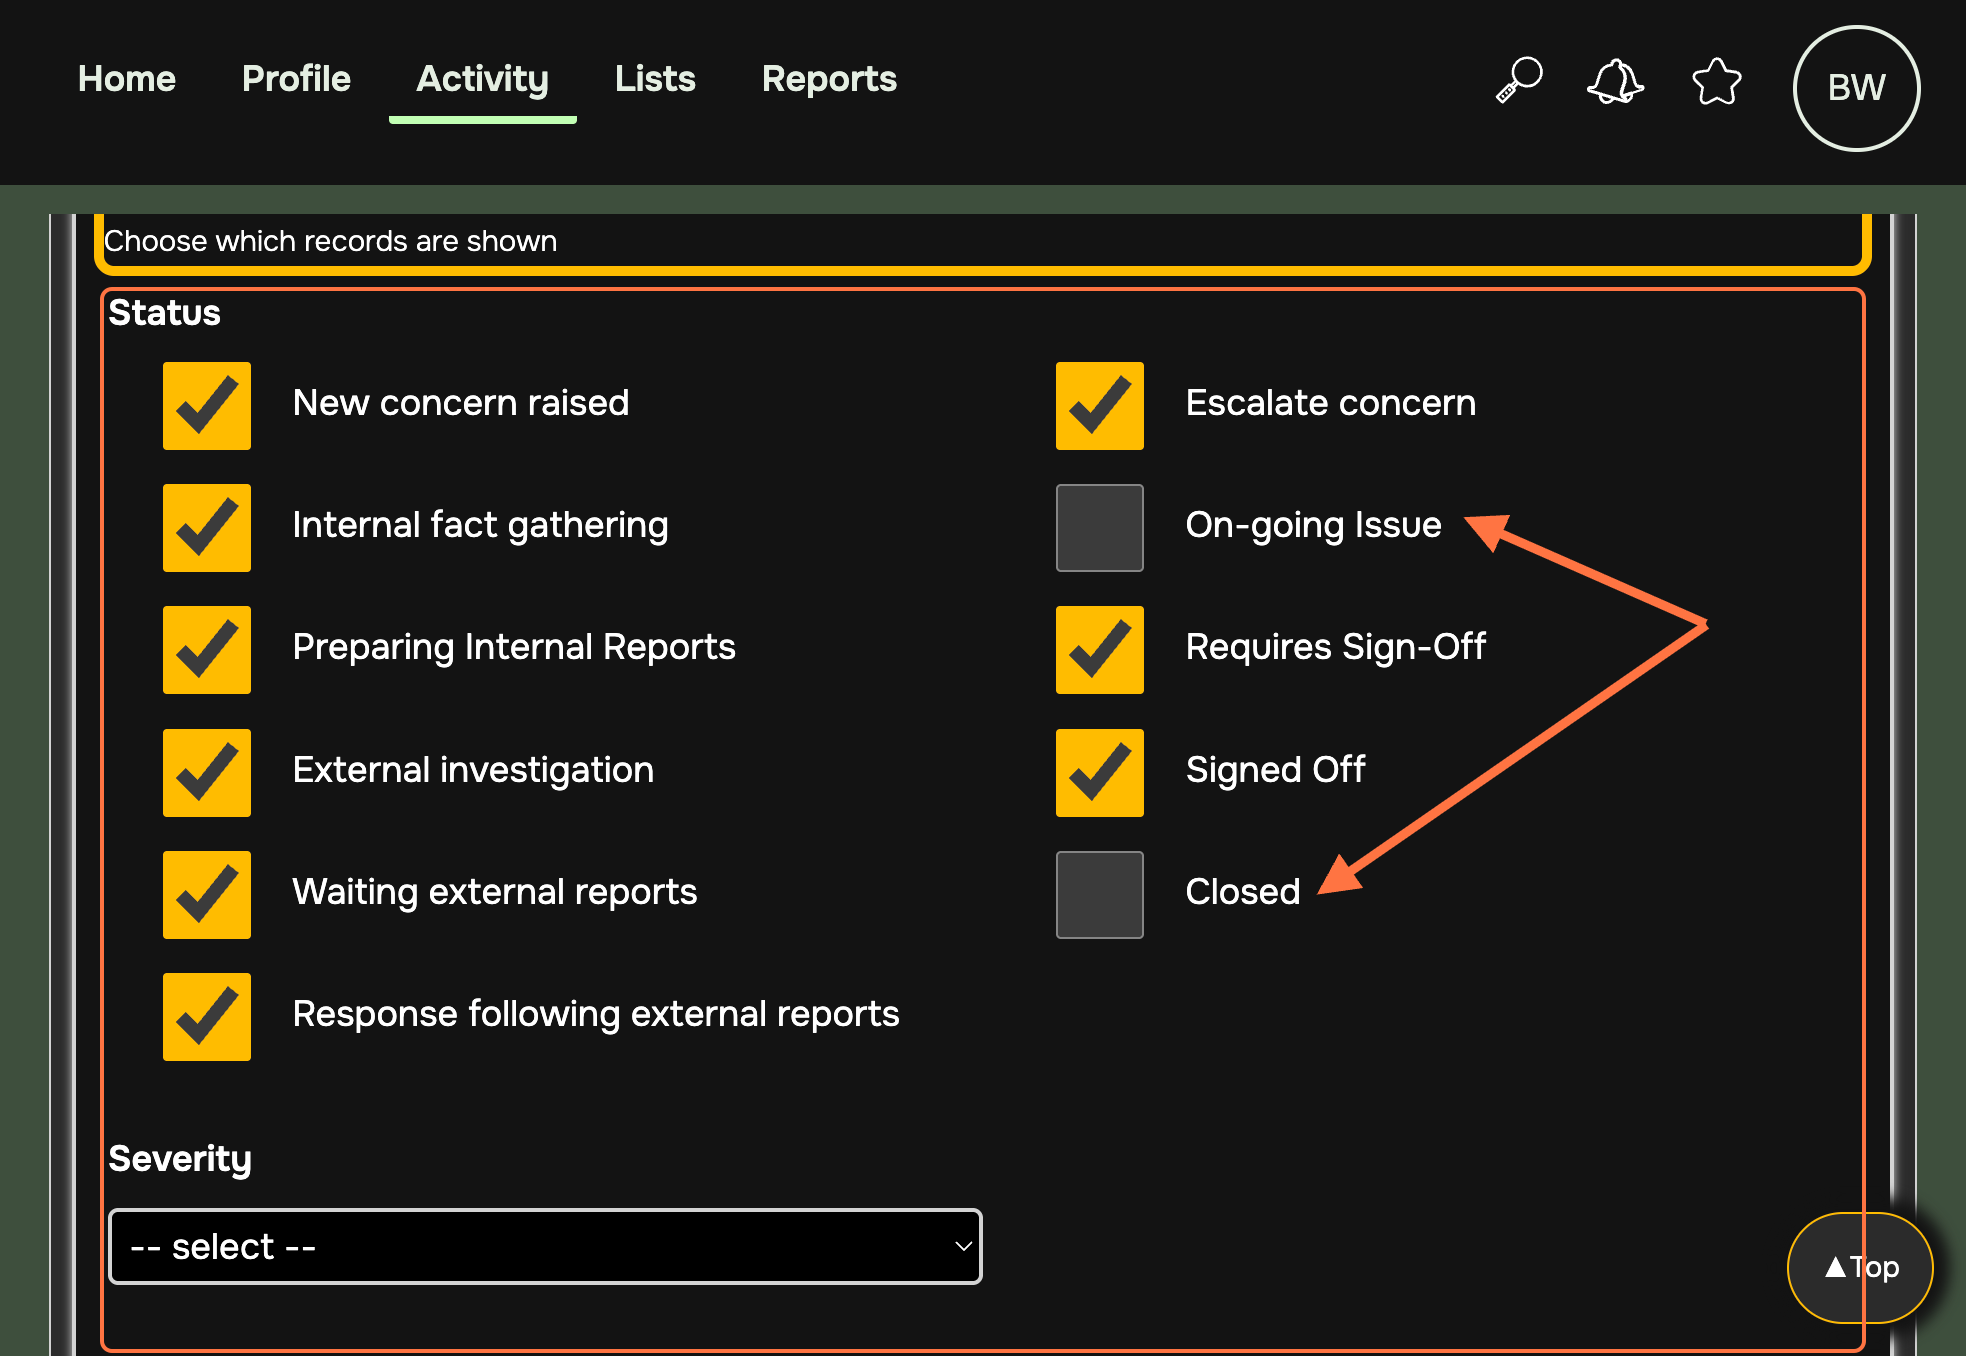 Home Profile Activity Lists Reports BW
Choose which records are shown
Status
New concern raised
Escalate concern
Internal fact gathering
On-going Issue
Preparing Internal Reports
Requires Sign-Off
External investigation
Signed Off
Waiting external reports
Closed
Response following external reports
Severity
-- select --
▲Top